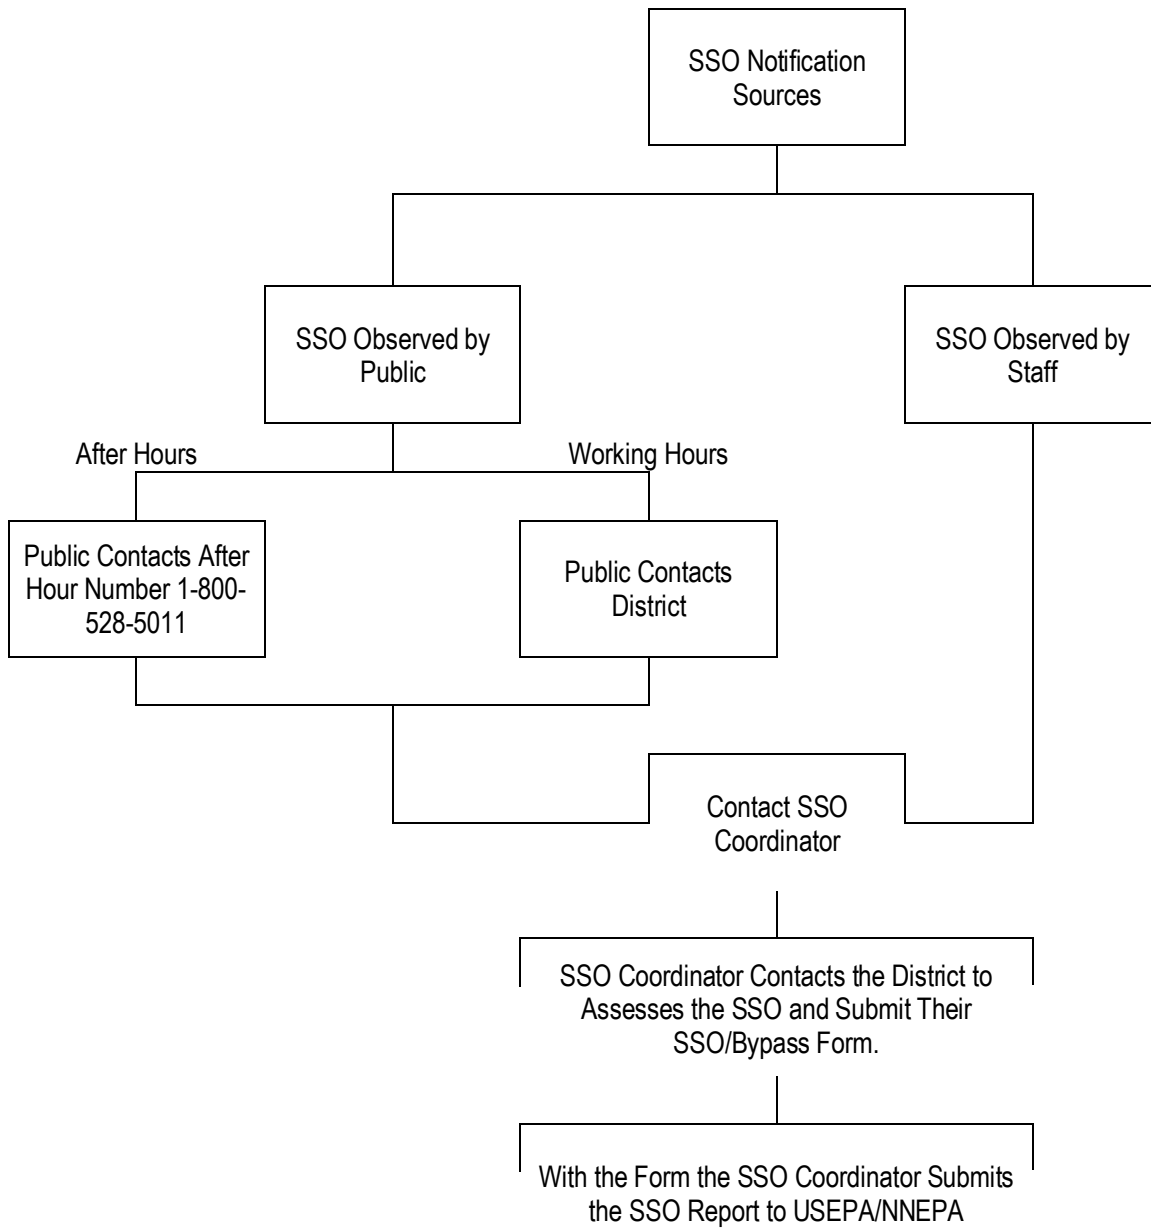 SSO Notification
Sources
SSO Observed by
Public
SSO Observed by
Staff
After Hours
Working Hours
Public Contacts After
Hour Number 1-800-
528-5011
Public Contacts
District
Contact SSO
Coordinator
SSO Coordinator Contacts the District to
Assesses the SSO and Submit Their
SSO/Bypass Form.
With the Form the SSO Coordinator Submits
the SSO Report to USEPA/NNEPA